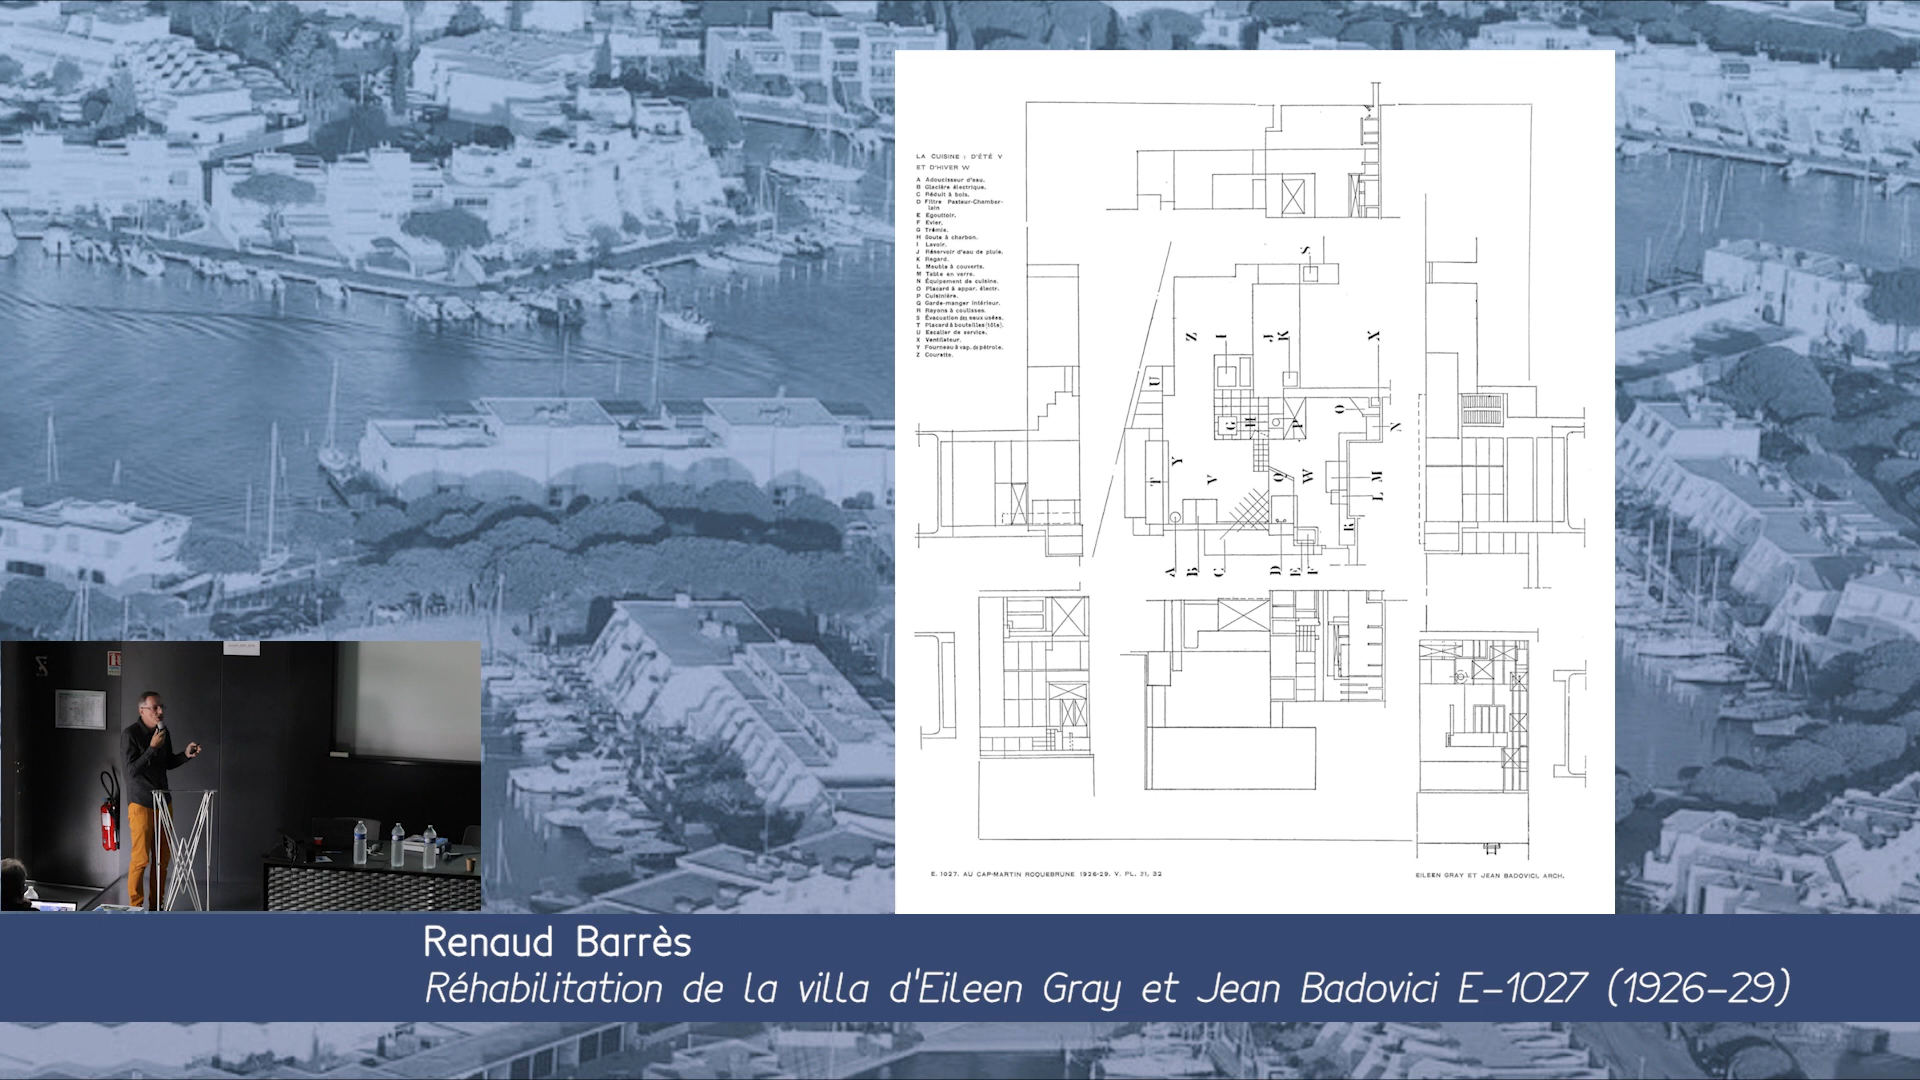 LA CUISINE : D'ÉTÉ V
ET D'HIVER W
A Adoucisseur d'eau.
B Glacière électrique.
C Réduit à bois.
D Filtre Pasteur-Chamber-
lain
E Egouttoir.
F Evier.
G Trémie.
H Soute à charbon.
I Lavoir.
J Réservoir d'eau de pluie.
K Regard.
L Meuble à couverts.
M Table en verre.
N Équipement de cuisine.
O Placard à appar. électr.
P Cuisinière.
Q Garde-manger intérieur.
R Rayons à coulisses.
S Évacuation des eaux usées.
T Placard à bouteilles (tôle).
U Escalier de service.
X Ventilateur.
Y Fourneau à vap. de pétrole.
Z Courette.
S
Z
I
J
K
X
U
G
H
P
O
N
T
Y
V
Q
W
L
M
R
A
B
C
D
E
F
E. 1027. AU CAP-MARTIN ROQUEBRUNE 1926-29. V. PL. 31, 32
EILEEN GRAY ET JEAN BADOVICI, ARCH.
Renaud Barrès
Réhabilitation de la villa d'Eileen Gray et Jean Badovici E-1027 (1926-29)